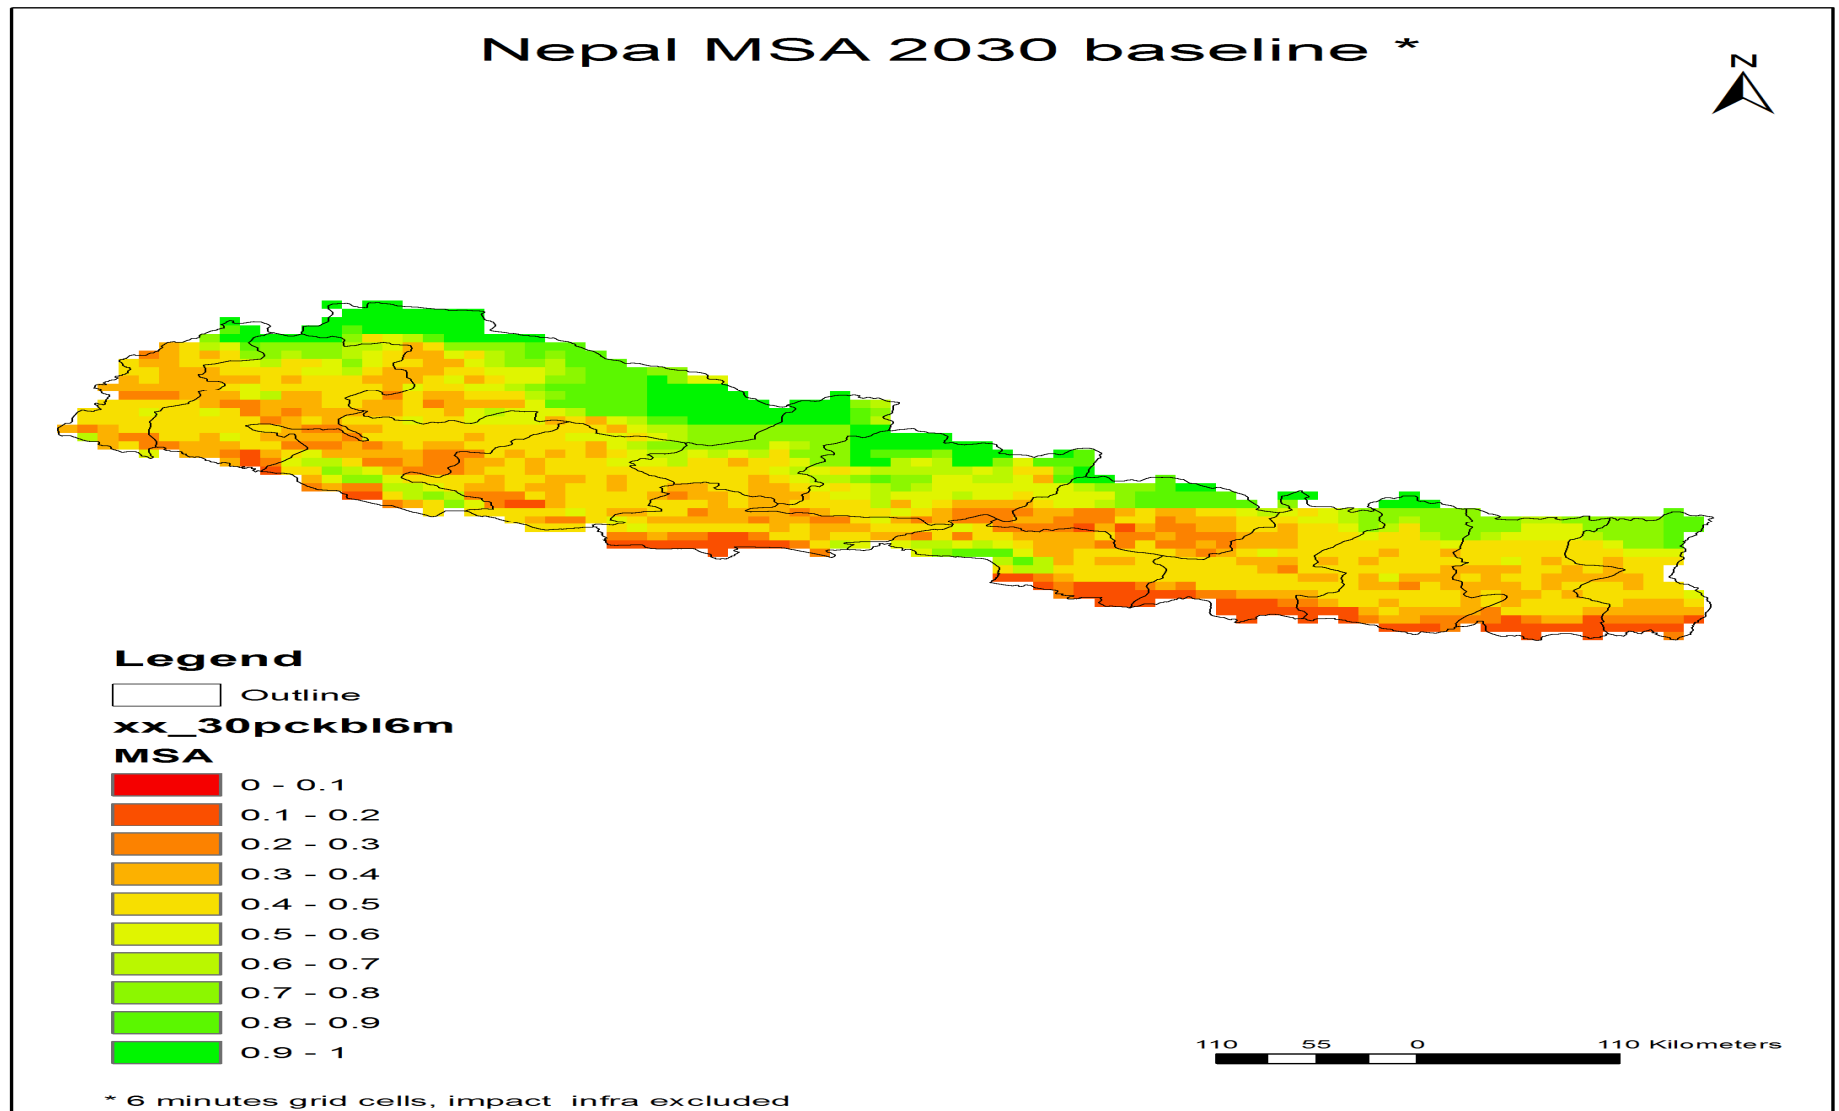 Nepal MSA 2030 baseline *
N
Legend
Outline
xx_30pckbl6m
MSA
0 - 0.1
0.1 - 0.2
0.2 - 0.3
0.3 - 0.4
0.4 - 0.5
0.5 - 0.6
0.6 - 0.7
0.7 - 0.8
0.8 - 0.9
0.9 - 1
110 55 0 110 Kilometers
* 6 minutes grid cells, impact infra excluded